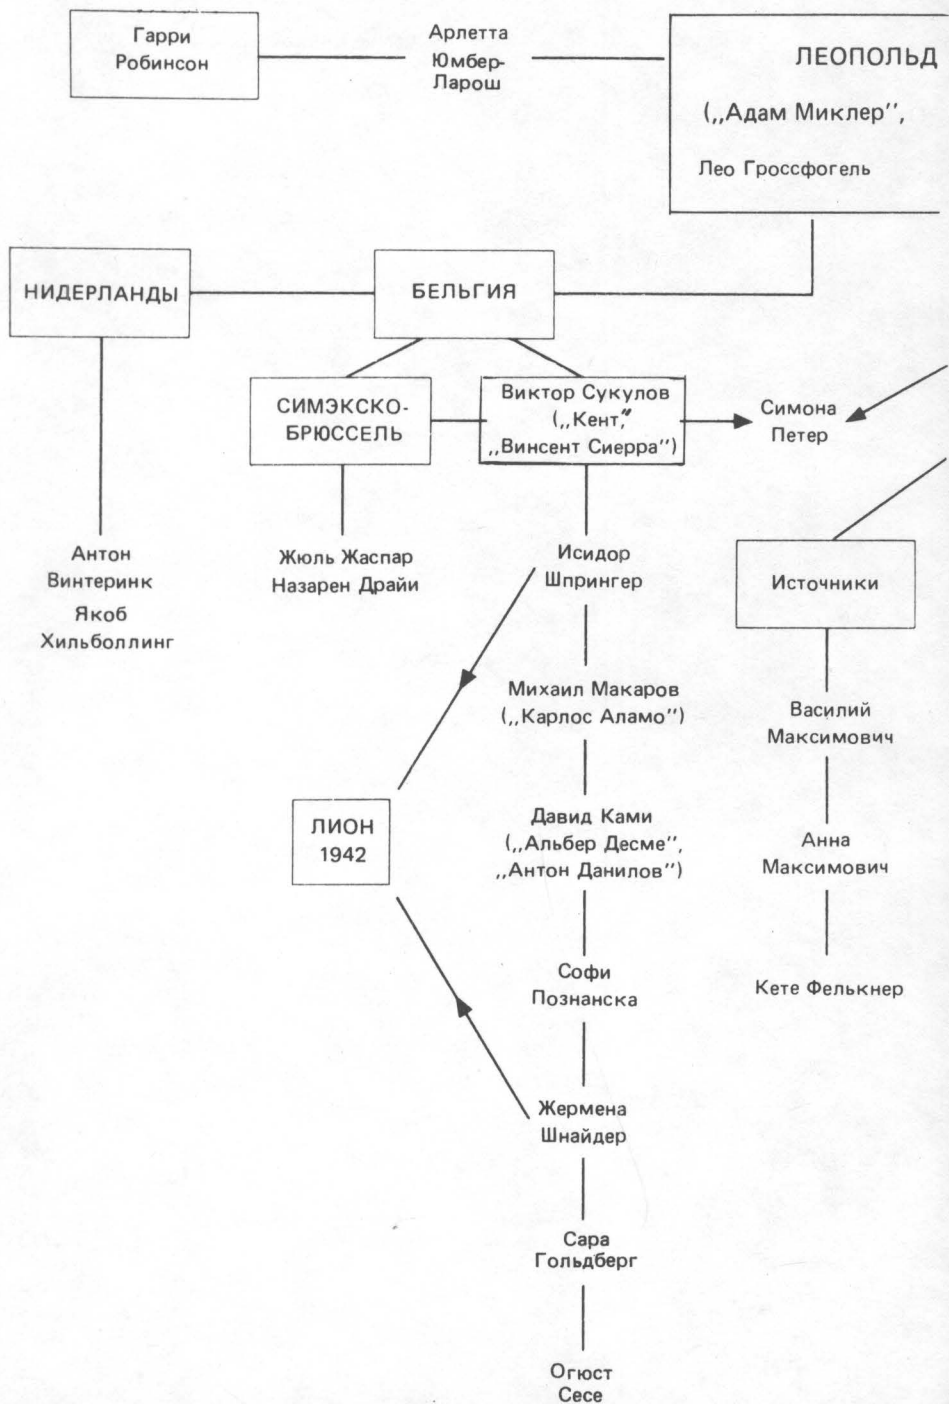 Гарри
Робинсон
Арлетта
Юмбер-
Ларош
ЛЕОПОЛЬД
(„Адам Миклер",
Лео Гроссфогель
НИДЕРЛАНДЫ
БЕЛЬГИЯ
СИМЭКСКО-
БРЮССЕЛЬ
Виктор Сукулов
(„Кент,"
„Винсент Сиерра")
Симона
Петер
Антон
Винтеринк
Якоб
Хильболлинг
Жюль Жаспар
Назарен Драйи
Исидор
Шпрингер
Источники
Михаил Макаров
(„Карлос Аламо")
Василий
Максимович
ЛИОН
1942
Давид Ками
(„Альбер Десме",
„Антон Данилов")
Анна
Максимович
Софи
Познанска
Кете Фелькнер
Жермена
Шнайдер
Сара
Гольдберг
Огюст
Сесе